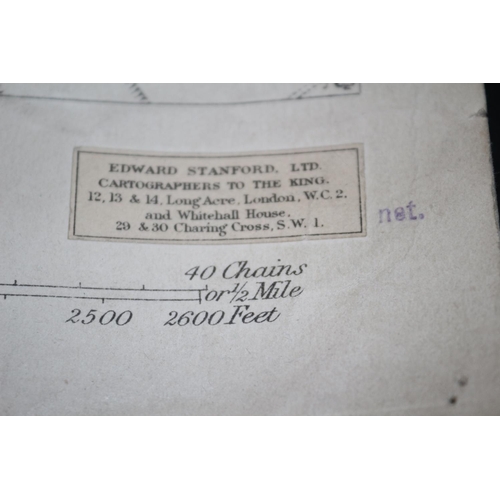 EDWARD STANFORD, LTD.
CARTOGRAPHERS TO THE KING.
12, 13 & 14, Long Acre, London, W.C. 2.
and Whitehall House,
29 & 30 Charing Cross, S.W. 1.
net.
40 Chains
or ½ Mile
2500 2600 Feet